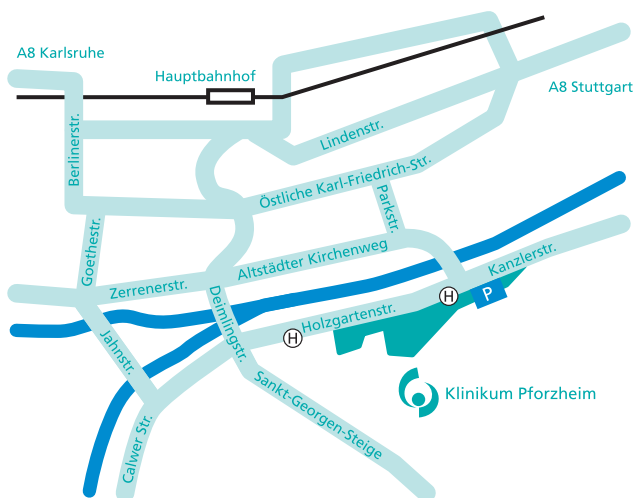 A8 Karlsruhe
Hauptbahnhof
A8 Stuttgart
Berlinerstr.
Lindenstr.
Östliche Karl-Friedrich-Str.
Parkstr.
Goethestr.
Altstädter Kirchenweg
Kanzlerstr.
Zerrenerstr.
Deimlingstr.
H
P
Holzgartenstr.
H
Jahnstr.
Sankt-Georgen-Steige
Klinikum Pforzheim
Calwer Str.